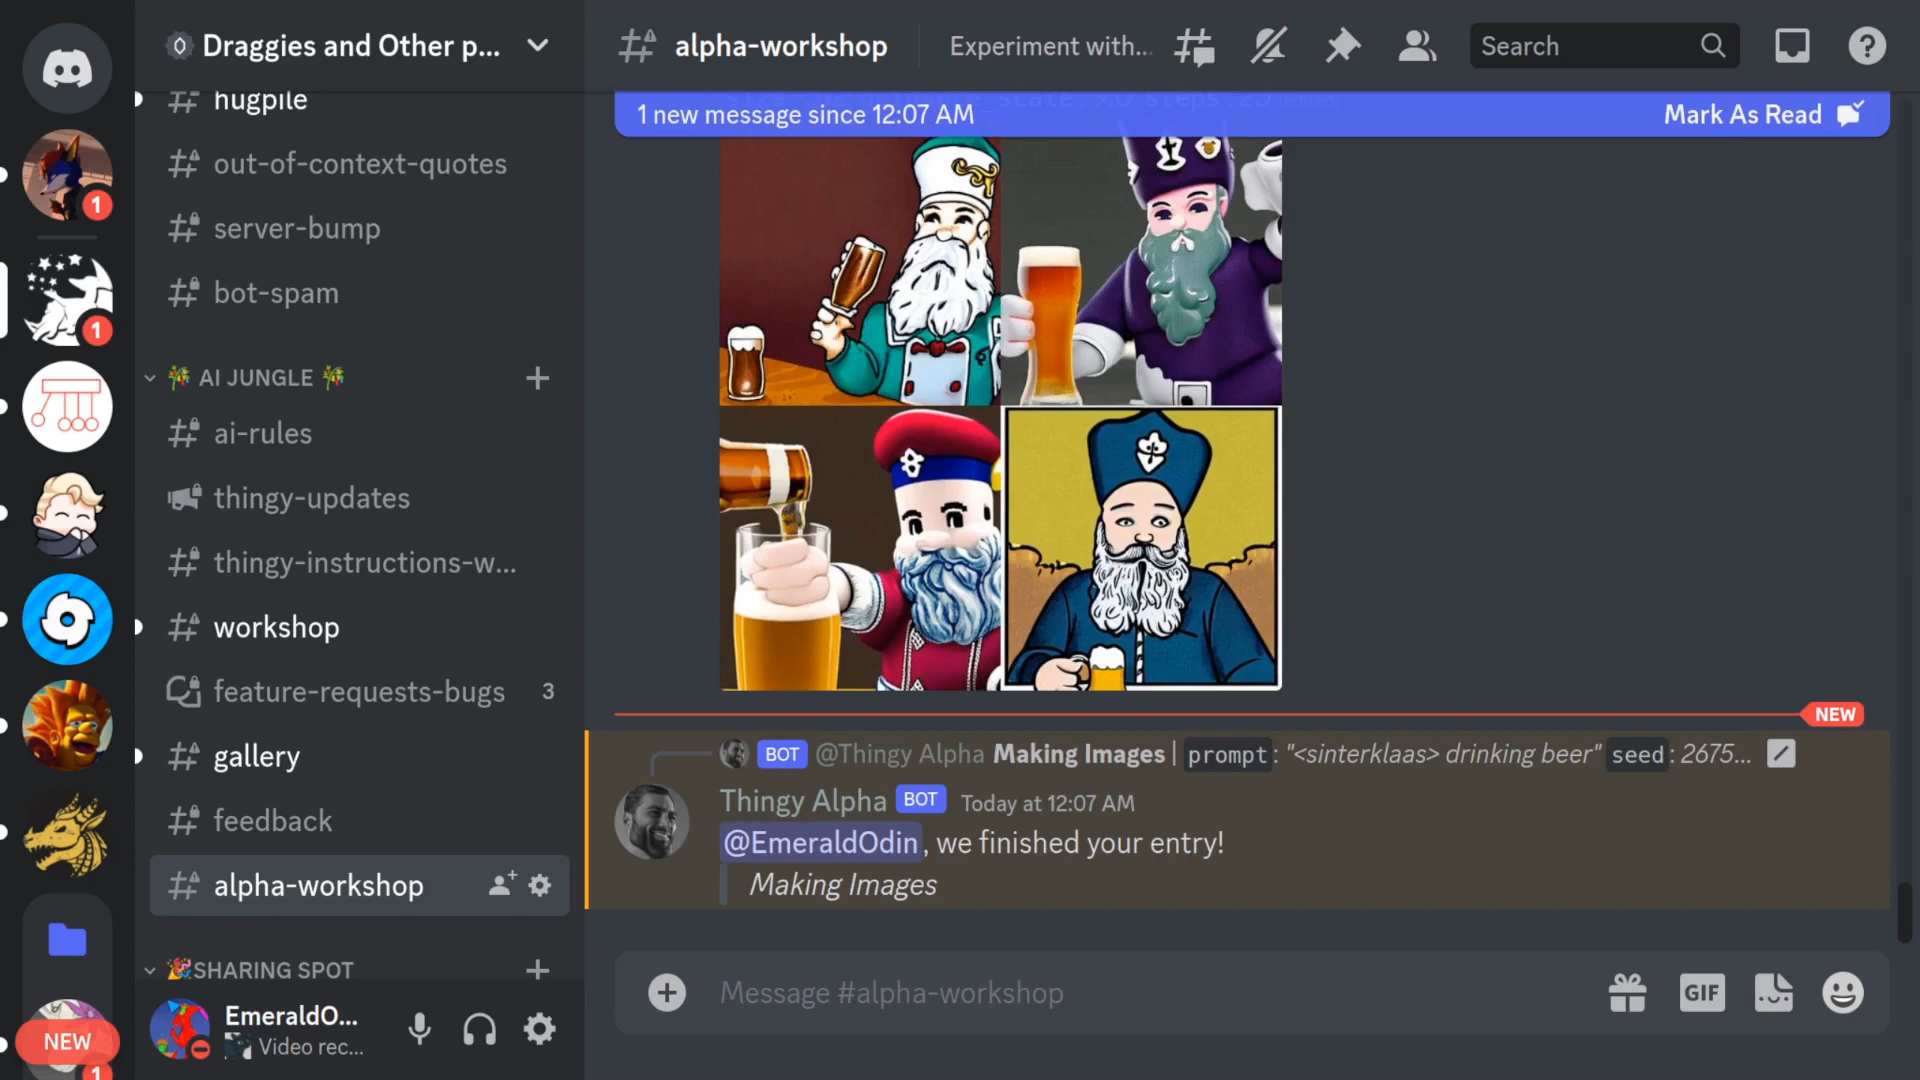 Draggies and Other p...
hugpile
out-of-context-quotes
server-bump
bot-spam
AI JUNGLE
ai-rules
thingy-updates
thingy-instructions-w...
workshop
feature-requests-bugs 3
gallery
feedback
alpha-workshop
SHARING SPOT
EmeraldO...
Video rec...
1
1
NEW
1
alpha-workshop
Experiment with...
Search
1 new message since 12:07 AM
Mark As Read
NEW
BOT @Thingy Alpha Making Images | prompt: "<sinterklaas> drinking beer" seed: 2675...
Thingy Alpha BOT Today at 12:07 AM
@EmeraldOdin, we finished your entry!
Making Images
Message #alpha-workshop
GIF